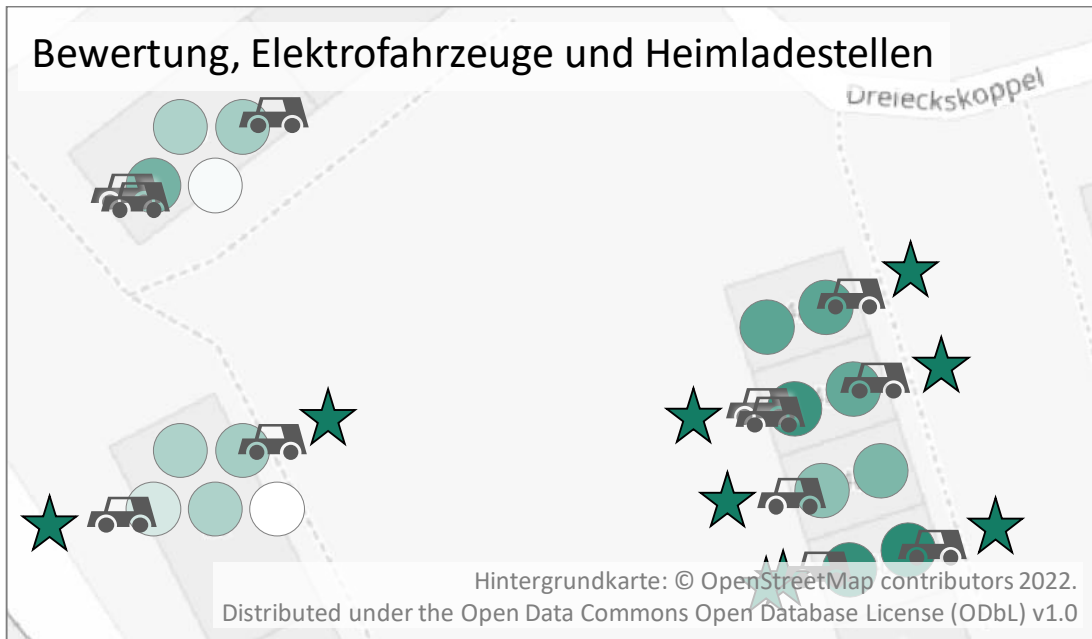 Bewertung, Elektrofahrzeuge und Heimladestellen
Dreieckskoppel
Hintergrundkarte: © OpenStreetMap contributors 2022.
Distributed under the Open Data Commons Open Database License (ODbL) v1.0